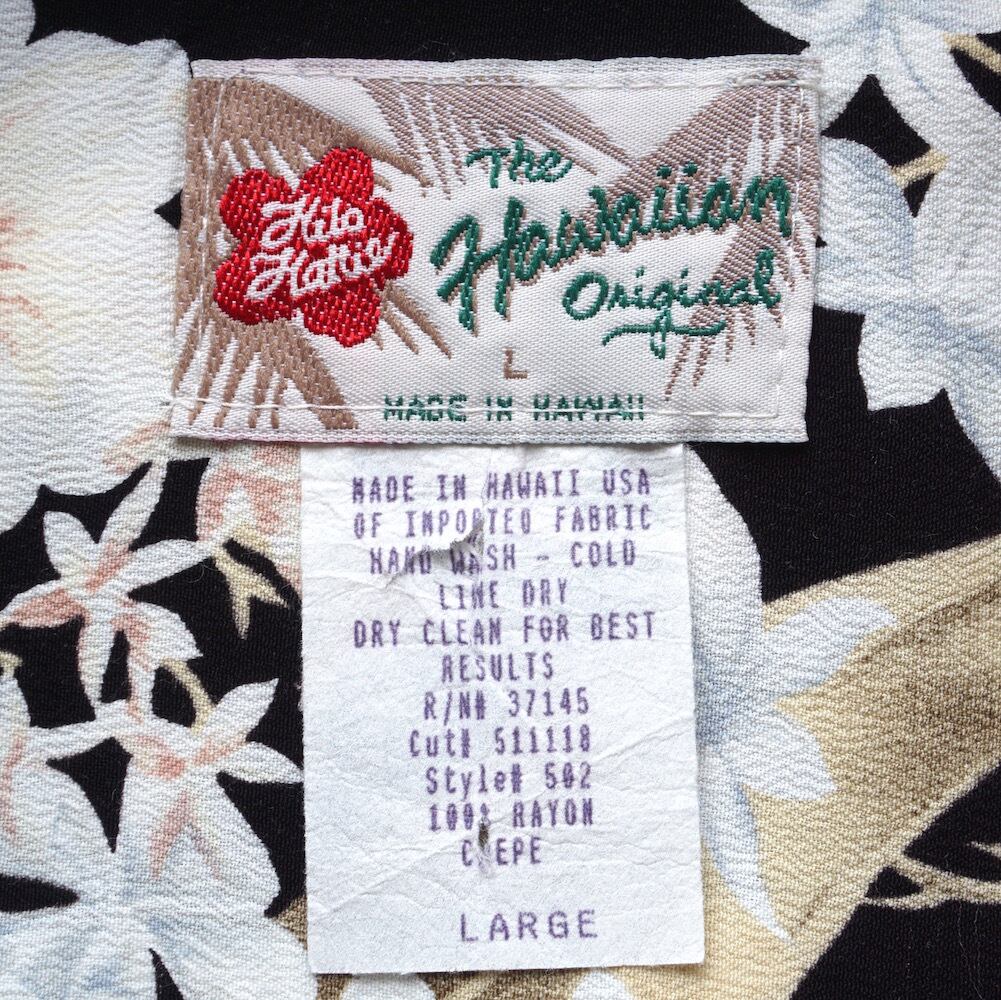 Hilo
Hattie
The
Hawaiian
Original
L
MADE IN HAWAII
MADE IN HAWAII USA
OF IMPORTED FABRIC
HAND WASH - COLD
LINE DRY
DRY CLEAN FOR BEST
RESULTS
R/N# 37145
Cut# 511118
Style# 502
100% RAYON
CREPE
LARGE